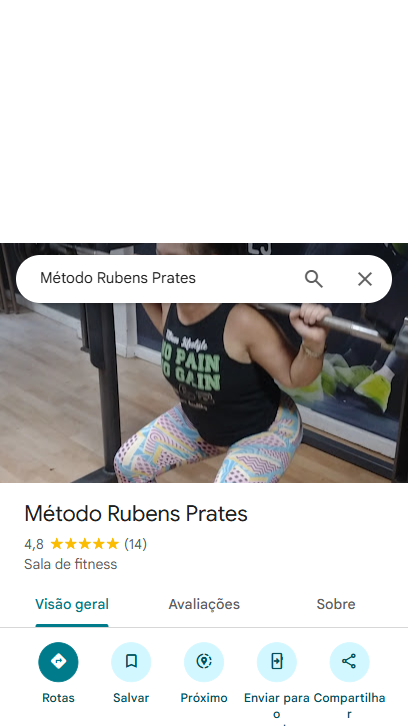 Método Rubens Prates
NO PAIN
NO GAIN
Método Rubens Prates
4,8 (14)
Sala de fitness
Visão geral
Avaliações
Sobre
Rotas
Salvar
Próximo
Enviar para o
Compartilhar